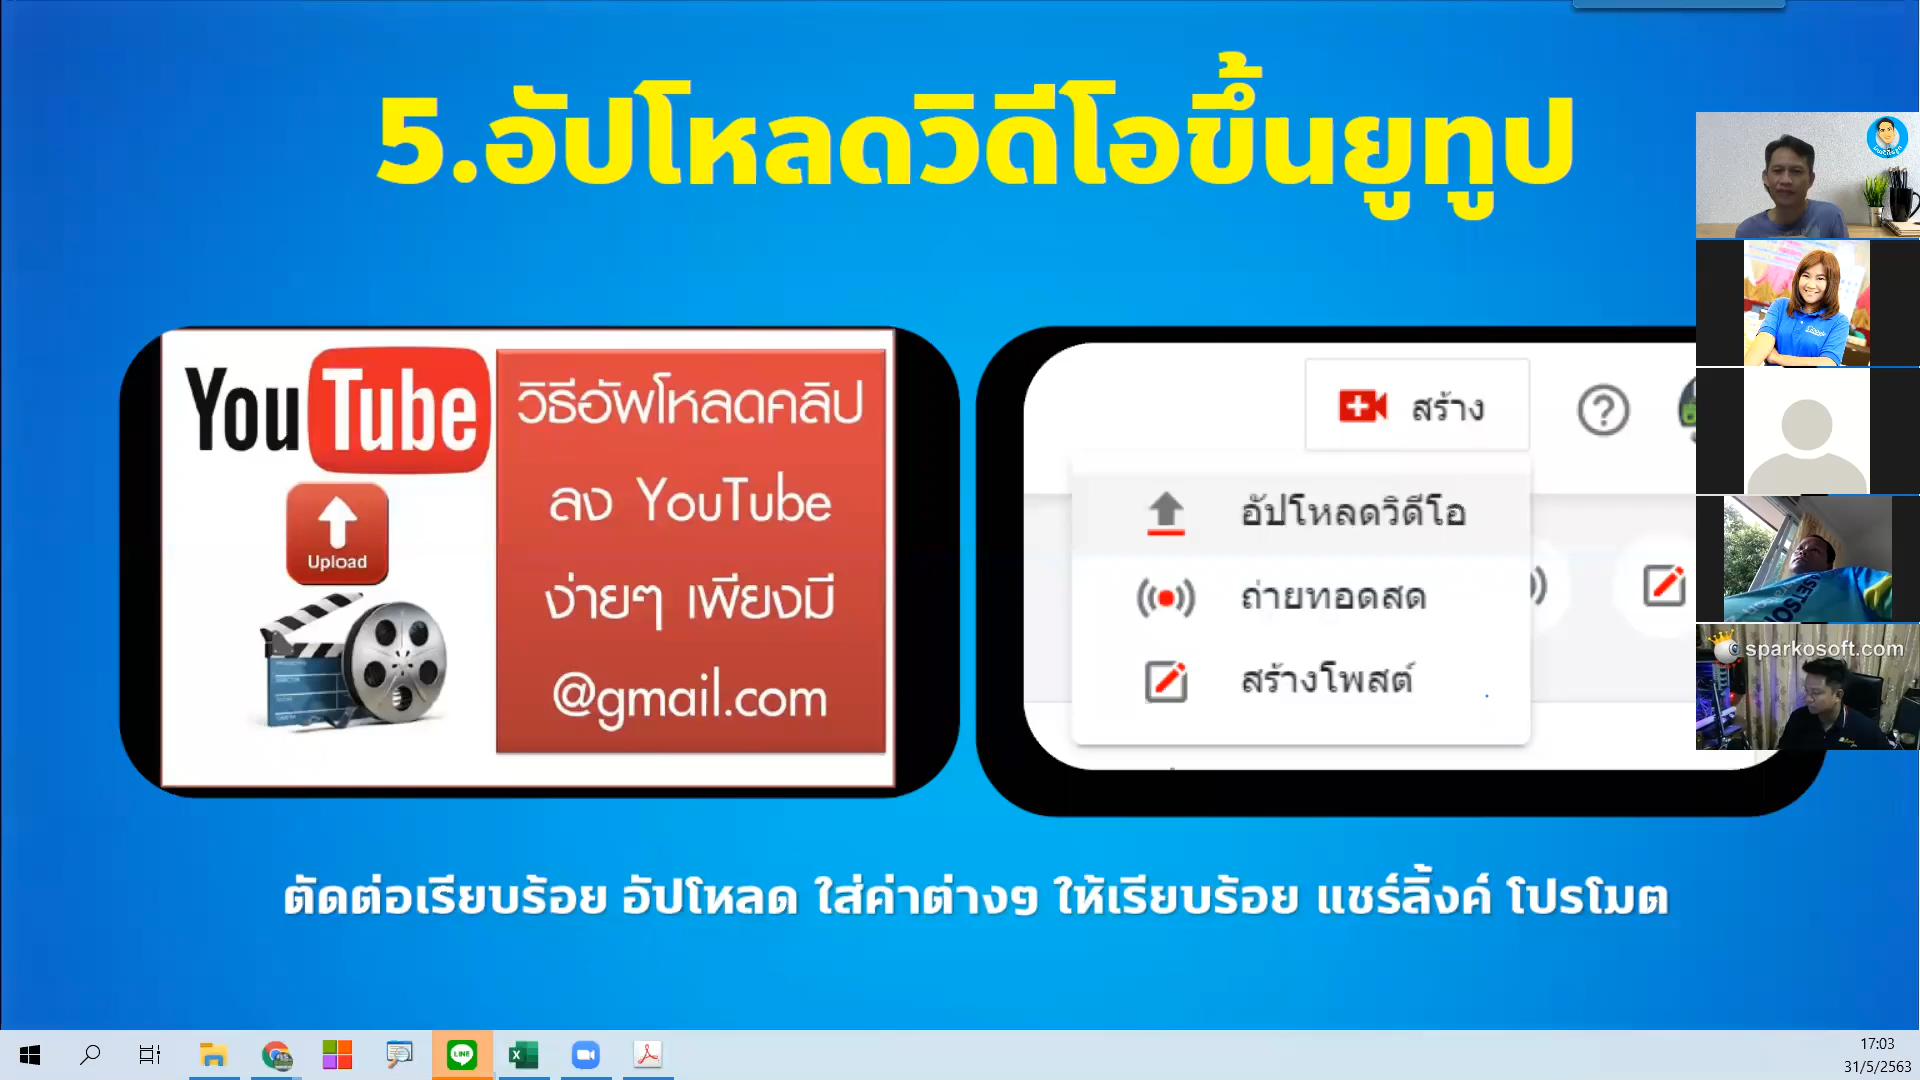 5.อัปโหลดวิดีโอขึ้นยูทูป
YouTube
Upload
วิธีอัพโหลดคลิป
ลง YouTube
ง่ายๆ เพียงมี
@gmail.com
สร้าง
อัปโหลดวิดีโอ
ถ่ายทอดสด
สร้างโพสต์
sparkosoft.com
ตัดต่อเรียบร้อย อัปโหลด ใส่ค่าต่างๆ ให้เรียบร้อย แชร์ลิ้งค์ โปรโมต
LINE
17:03
31/5/2563